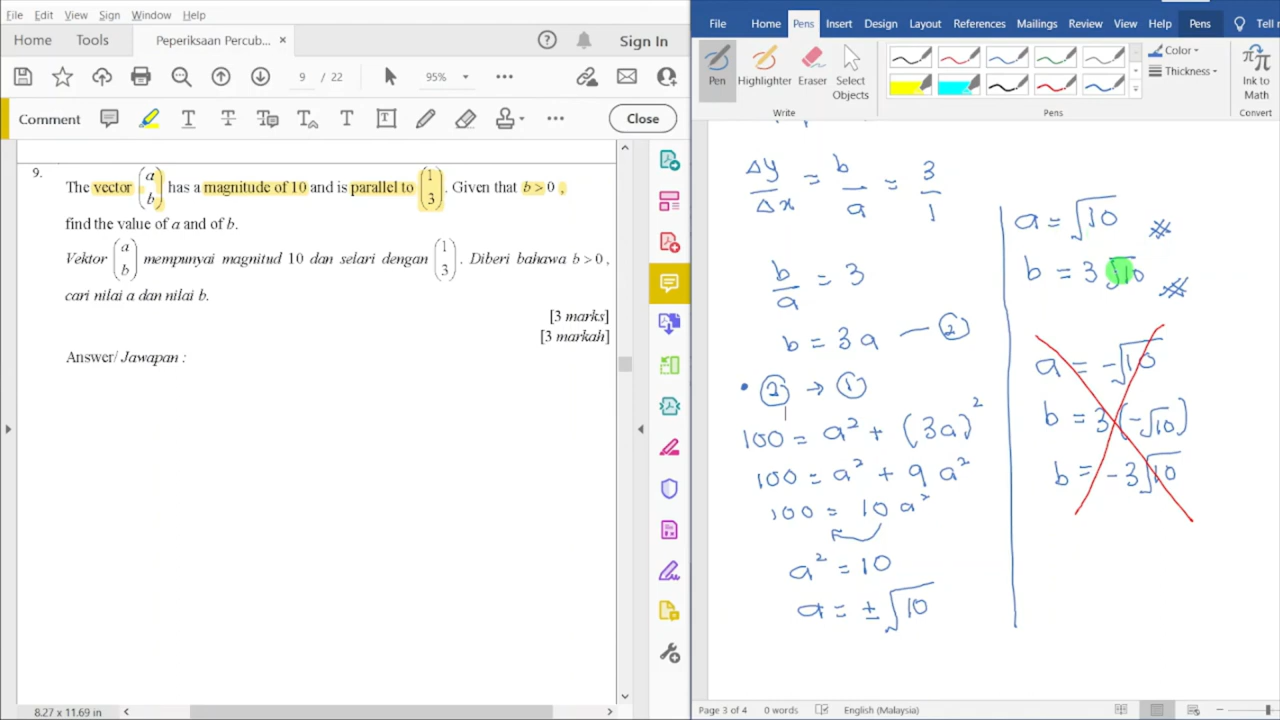 File Edit View Sign Window Help
Home Tools Peperiksaan Percub... × Sign In
9 / 22 95%
Comment Close
9.
The vector (a b) has a magnitude of 10 and is parallel to (1 3). Given that b > 0 ,
find the value of a and of b.
Vektor (a b) mempunyai magnitud 10 dan selari dengan (1 3). Diberi bahawa b > 0 ,
cari nilai a dan nilai b.
[3 marks]
[3 markah]
Answer/ Jawapan :
8.27 x 11.69 in
File Home Pens Insert Design Layout References Mailings Review View Help Pens Tell
Pen Highlighter Eraser Select Objects
Color
Thickness
Ink to Math
Write Pens Convert
Δy/Δx = b/a = 3/1
b/a = 3
b = 3a — ②
• ② → ①
100 = a² + (3a)²
100 = a² + 9a²
100 = 10a²
a² = 10
a = ± √10
a = √10
b = 3√10
a = -√10
b = 3(-√10)
b = -3√10
Page 3 of 4 0 words English (Malaysia)